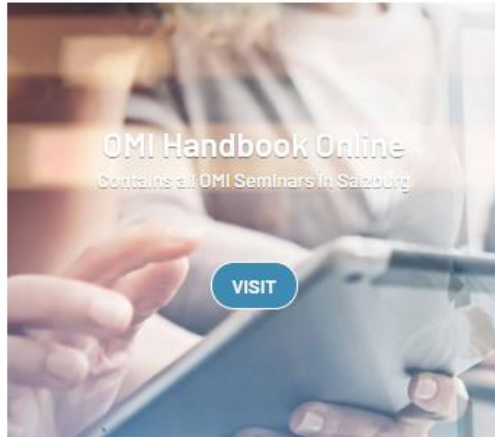 OMI Handbook Online
Contains all OMI Seminars in Salzburg
VISIT